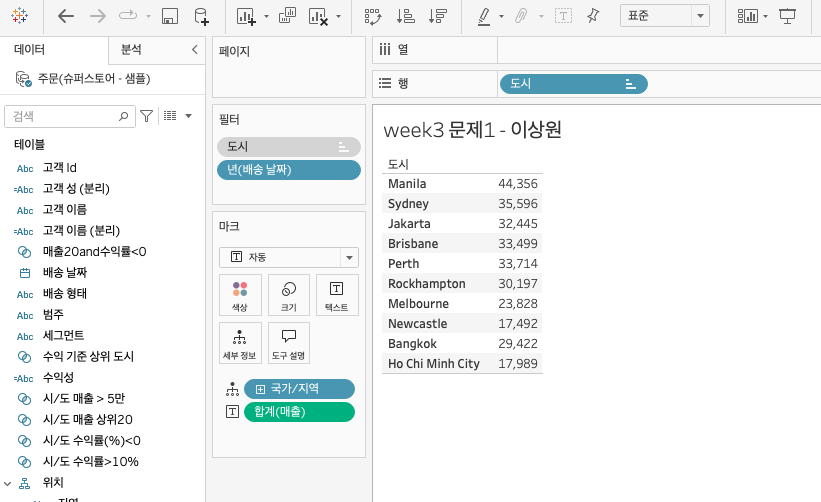 표준
데이터
분석
주문(슈퍼스토어 - 샘플)
검색
테이블
Abc 고객 Id
=Abc 고객 성 (분리)
Abc 고객 이름
=Abc 고객 이름 (분리)
매출20and수익률<0
배송 날짜
Abc 배송 형태
Abc 범주
Abc 세그먼트
수익 기준 상위 도시
=Abc 수익성
시/도 매출 > 5만
시/도 매출 상위20
시/도 수익률(%)<0
시/도 수익률>10%
위치
페이지
필터
도시
년(배송 날짜)
마크
T 자동
색상
크기
T 텍스트
세부 정보
도구 설명
국가/지역
T 합계(매출)
열
행
도시
week3 문제1 - 이상원
도시
Manila 44,356
Sydney 35,596
Jakarta 32,445
Brisbane 33,499
Perth 33,714
Rockhampton 30,197
Melbourne 23,828
Newcastle 17,492
Bangkok 29,422
Ho Chi Minh City 17,989